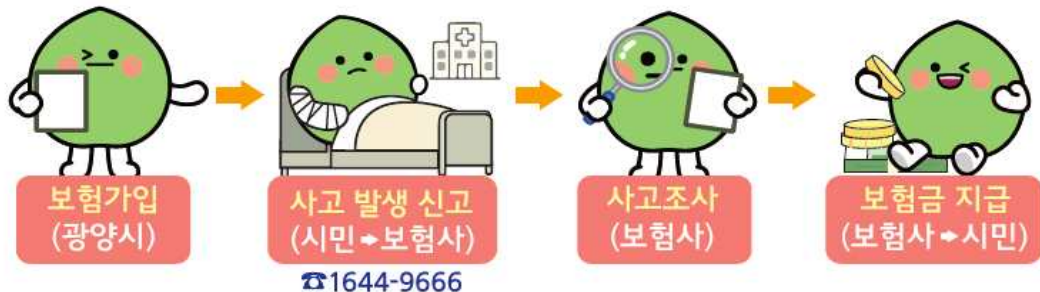 보험가입
(광양시)
사고 발생 신고
(시민➡보험사)
☎1644-9666
사고조사
(보험사)
보험금 지급
(보험사➡시민)